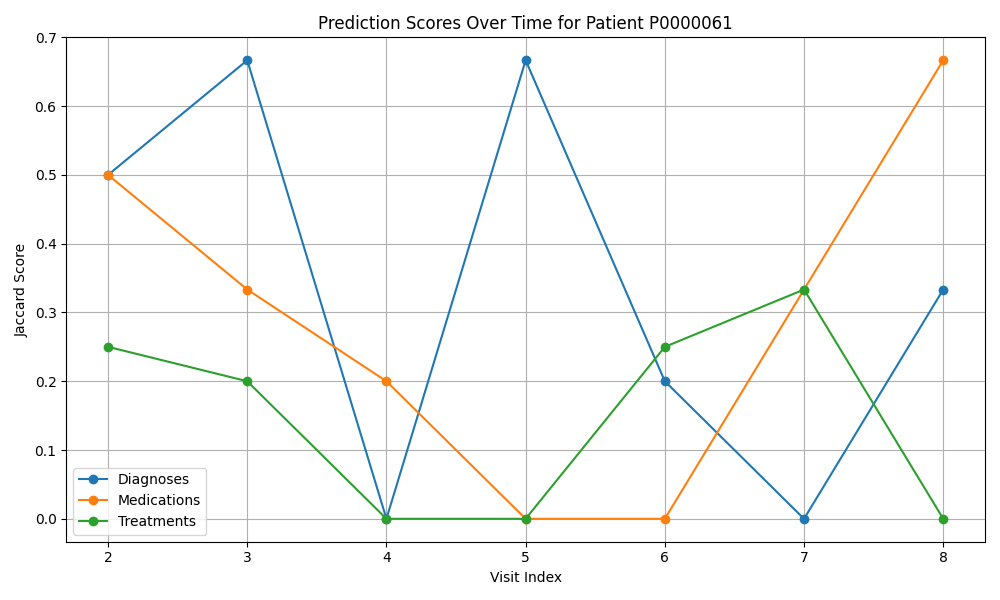 Prediction Scores Over Time for Patient P0000061
Jaccard Score
0.7
0.6
0.5
0.4
0.3
0.2
0.1
0.0
Diagnoses
Medications
Treatments
2 3 4 5 6 7 8
Visit Index